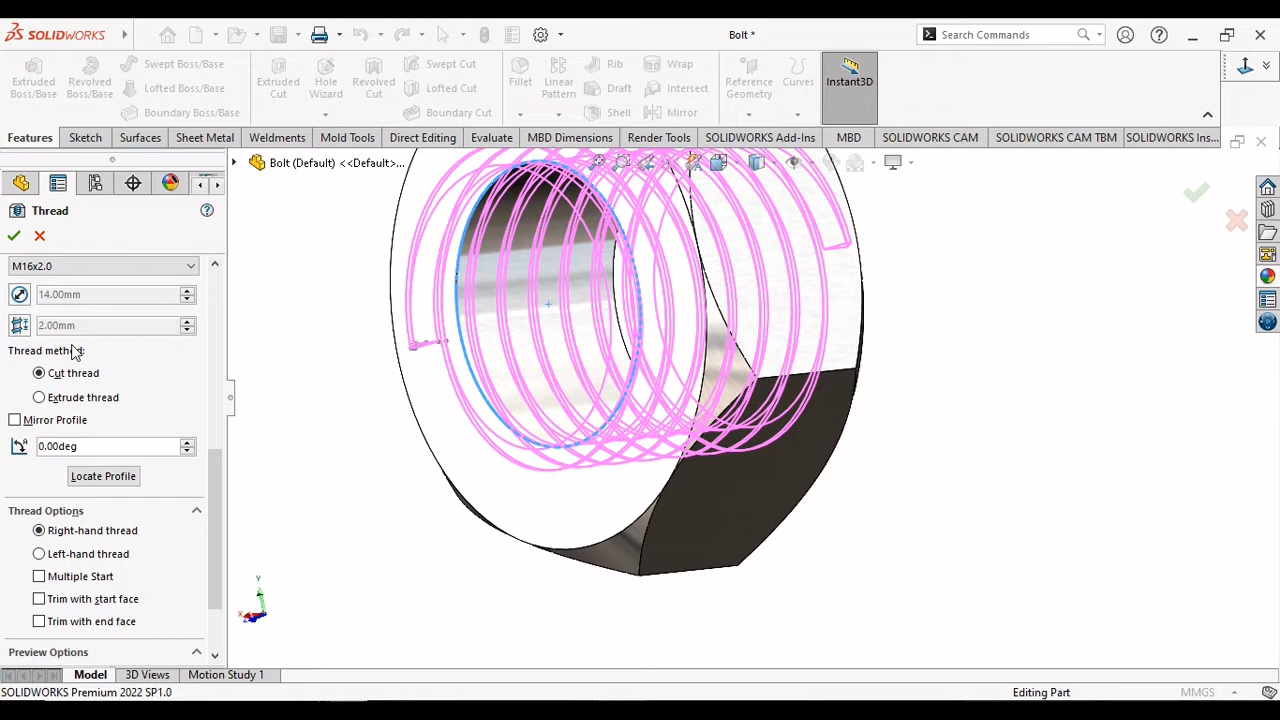 SOLIDWORKS
Bolt *
Search Commands
Extruded Boss/Base
Revolved Boss/Base
Swept Boss/Base
Lofted Boss/Base
Boundary Boss/Base
Extruded Cut
Hole Wizard
Revolved Cut
Swept Cut
Lofted Cut
Boundary Cut
Fillet
Linear Pattern
Rib
Draft
Shell
Wrap
Intersect
Mirror
Reference Geometry
Curves
Instant3D
Features
Sketch
Surfaces
Sheet Metal
Weldments
Mold Tools
Direct Editing
Evaluate
MBD Dimensions
Render Tools
SOLIDWORKS Add-Ins
MBD
SOLIDWORKS CAM
SOLIDWORKS CAM TBM
SOLIDWORKS Ins...
Bolt (Default) <<Default>...
Thread
M16x2.0
14.00mm
2.00mm
Thread method:
Cut thread
Extrude thread
Mirror Profile
0.00deg
Locate Profile
Thread Options
Right-hand thread
Left-hand thread
Multiple Start
Trim with start face
Trim with end face
Preview Options
Y
X
Model
3D Views
Motion Study 1
SOLIDWORKS Premium 2022 SP1.0
Editing Part
MMGS